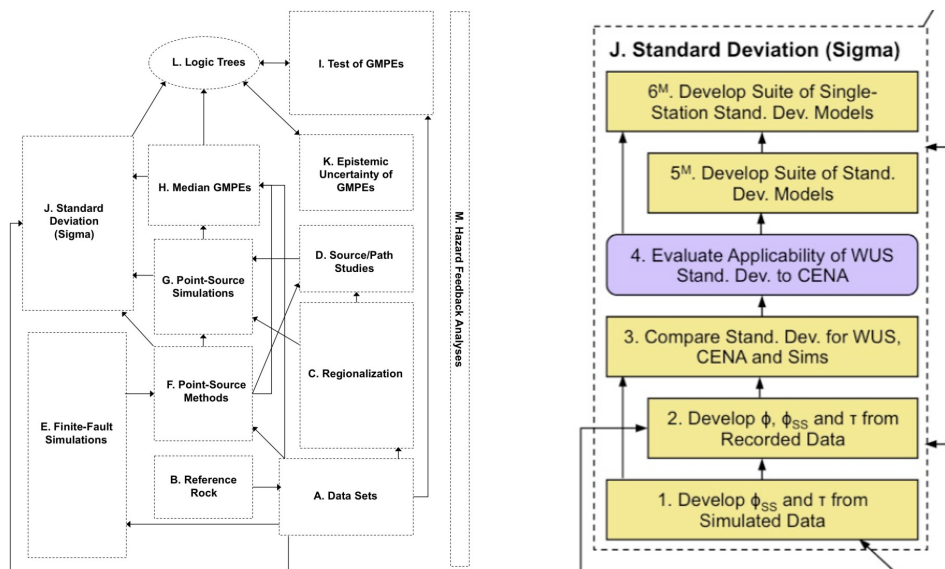 L. Logic Trees
I. Test of GMPEs
K. Epistemic
Uncertainty of
GMPEs
H. Median GMPEs
J. Standard
Deviation
(Sigma)
D. Source/Path
Studies
G. Point-Source
Simulations
C. Regionalization
F. Point-Source
Methods
E. Finite-Fault
Simulations
B. Reference
Rock
A. Data Sets
M. Hazard Feedback Analyses
J. Standard Deviation (Sigma)
6ᴹ. Develop Suite of Single-
Station Stand. Dev. Models
5ᴹ. Develop Suite of Stand.
Dev. Models
4. Evaluate Applicability of WUS
Stand. Dev. to CENA
3. Compare Stand. Dev. for WUS,
CENA and Sims
2. Develop ϕ, ϕSS and τ from
Recorded Data
1. Develop ϕSS and τ from
Simulated Data